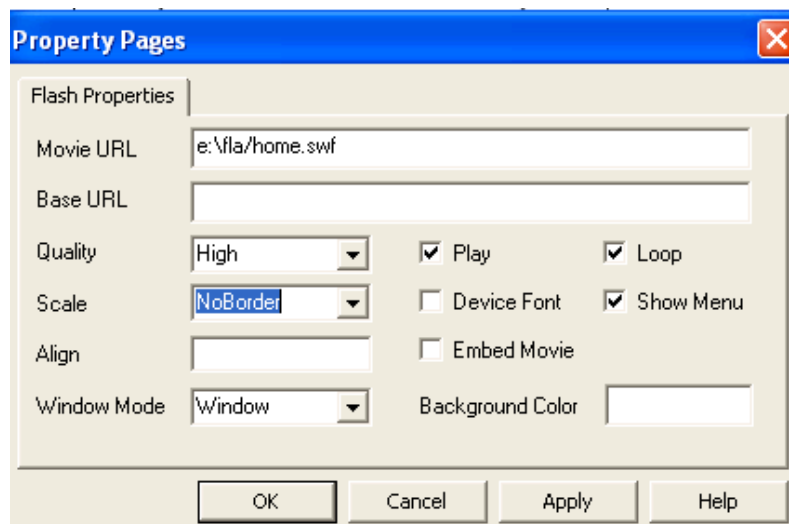 Property Pages
Flash Properties
Movie URL e:\fla/home.swf
Base URL
Quality High Play Loop
Scale NoBorder Device Font Show Menu
Align Embed Movie
Window Mode Window Background Color
OK Cancel Apply Help